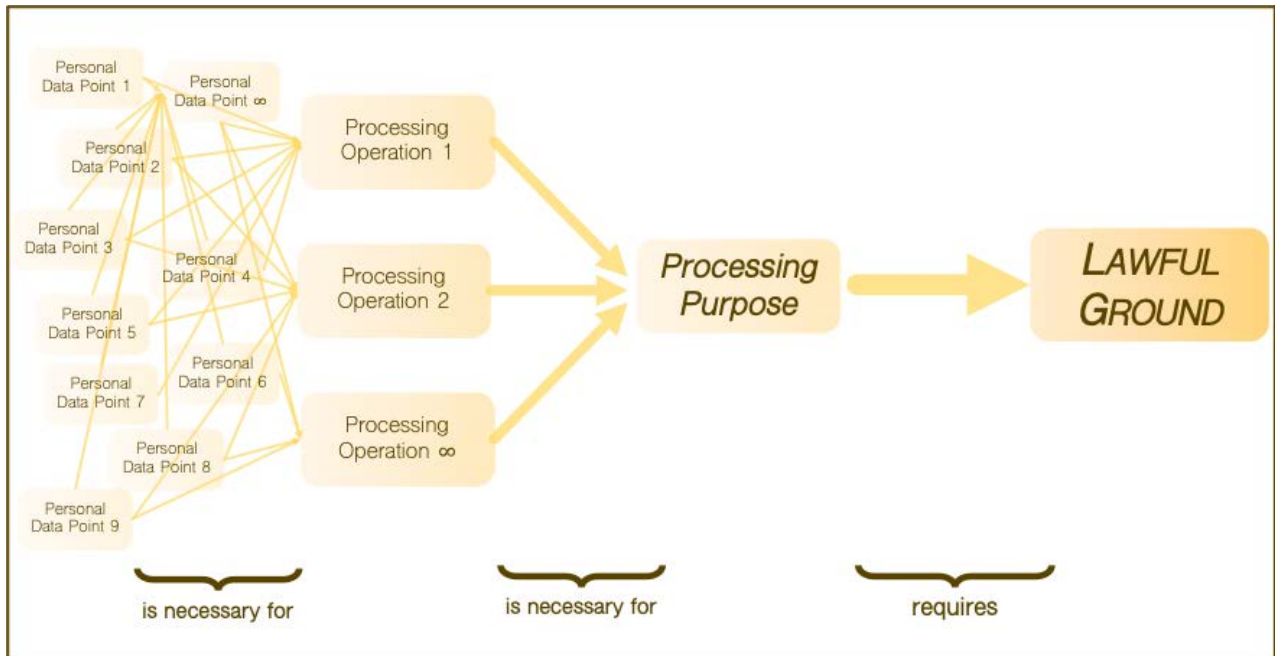 Personal
Data Point 1
Personal
Data Point ∞
Personal
Data Point 2
Personal
Data Point 3
Personal
Data Point 4
Personal
Data Point 5
Personal
Data Point 6
Personal
Data Point 7
Personal
Data Point 8
Personal
Data Point 9
Processing
Operation 1
Processing
Operation 2
Processing
Operation ∞
Processing
Purpose
LAWFUL
GROUND
is necessary for
is necessary for
requires